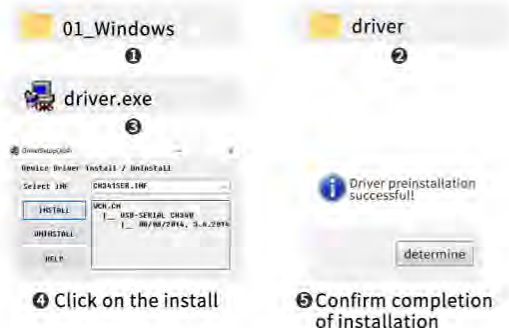 01_Windows
❶
driver
❷
driver.exe
❸
Device Driver Install / UnInstall
Select INF
CH341SER.INF
INSTALL
UNINSTALL
HELP
WCH.CN
|_ USB-SERIAL CH340
|_ 08/08/2014, 3.4.2014
Driver preinstallation
successful!
determine
❹ Click on the install
❺Confirm completion
of installation